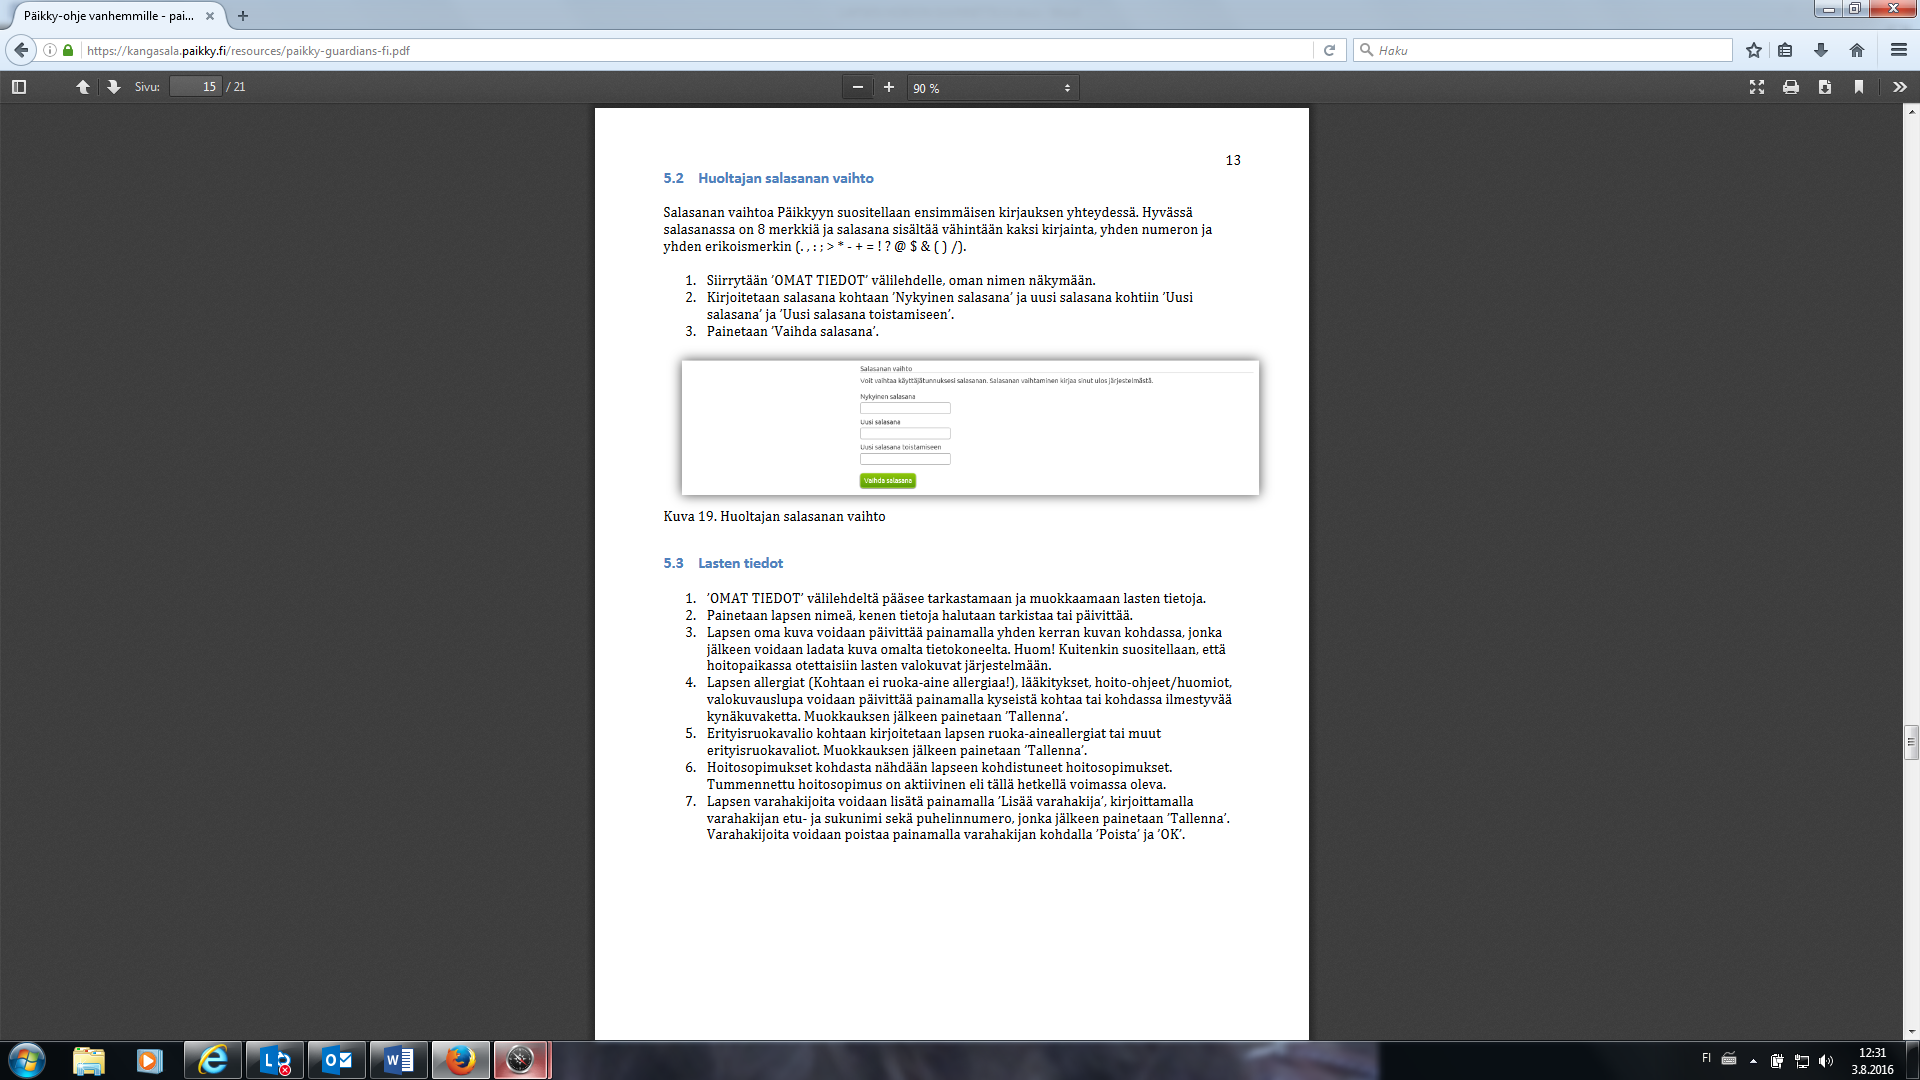 Päikky-ohje vanhemmille - pai...
https://kangasala.paikky.fi/resources/paikky-guardians-fi.pdf
Haku
Sivu: 15 / 21
90 %
13
5.2 Huoltajan salasanan vaihto
Salasanan vaihtoa Päikkyyn suositellaan ensimmäisen kirjauksen yhteydessä. Hyvässä
salasanassa on 8 merkkiä ja salasana sisältää vähintään kaksi kirjainta, yhden numeron ja
yhden erikoismerkin (. , : ; > * - + = ! ? @ $ & ( ) /).
1. Siirrytään ’OMAT TIEDOT’ välilehdelle, oman nimen näkymään.
2. Kirjoitetaan salasana kohtaan ’Nykyinen salasana’ ja uusi salasana kohtiin ’Uusi
salasana’ ja ’Uusi salasana toistamiseen’.
3. Painetaan ’Vaihda salasana’.
Salasanan vaihto
Voit vaihtaa käyttäjätunnuksesi salasanan. Salasanan vaihtaminen kirjaa sinut ulos järjestelmästä.
Nykyinen salasana
Uusi salasana
Uusi salasana toistamiseen
Vaihda salasana
Kuva 19. Huoltajan salasanan vaihto
5.3 Lasten tiedot
1. ’OMAT TIEDOT’ välilehdeltä pääsee tarkastamaan ja muokkaamaan lasten tietoja.
2. Painetaan lapsen nimeä, kenen tietoja halutaan tarkistaa tai päivittää.
3. Lapsen oma kuva voidaan päivittää painamalla yhden kerran kuvan kohdassa, jonka
jälkeen voidaan ladata kuva omalta tietokoneelta. Huom! Kuitenkin suositellaan, että
hoitopaikassa otettaisiin lasten valokuvat järjestelmään.
4. Lapsen allergiat (Kohtaan ei ruoka-aine allergiaa!), lääkitykset, hoito-ohjeet/huomiot,
valokuvauslupa voidaan päivittää painamalla kyseistä kohtaa tai kohdassa ilmestyvää
kynäkuvaketta. Muokkauksen jälkeen painetaan ’Tallenna’.
5. Erityisruokavalio kohtaan kirjoitetaan lapsen ruoka-aineallergiat tai muut
erityisruokavaliot. Muokkauksen jälkeen painetaan ’Tallenna’.
6. Hoitosopimukset kohdasta nähdään lapseen kohdistuneet hoitosopimukset.
Tummennettu hoitosopimus on aktiivinen eli tällä hetkellä voimassa oleva.
7. Lapsen varahakijoita voidaan lisätä painamalla ’Lisää varahakija’, kirjoittamalla
varahakijan etu- ja sukunimi sekä puhelinnumero, jonka jälkeen painetaan ’Tallenna’.
Varahakijoita voidaan poistaa painamalla varahakijan kohdalla ’Poista’ ja ’OK’.
FI
12:31
3.8.2016